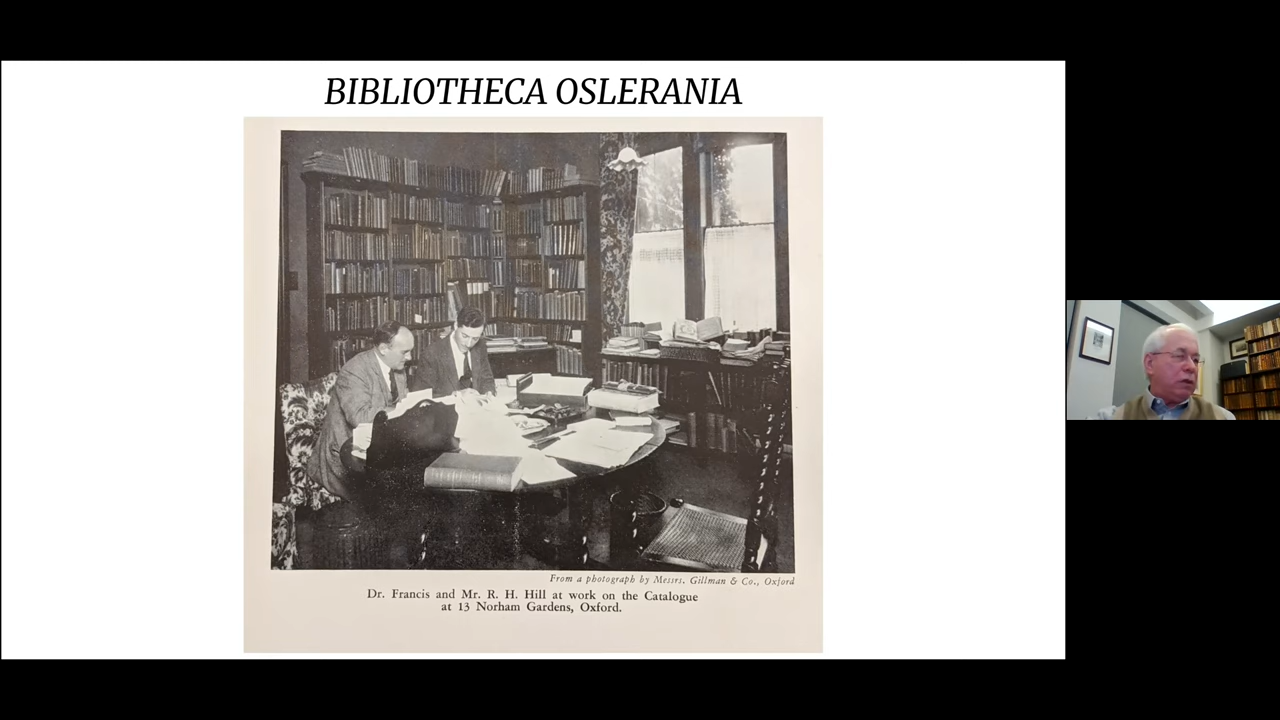 BIBLIOTHECA OSLERANIA
From a photograph by Messrs. Gillman & Co., Oxford
Dr. Francis and Mr. R. H. Hill at work on the Catalogue
at 13 Norham Gardens, Oxford.